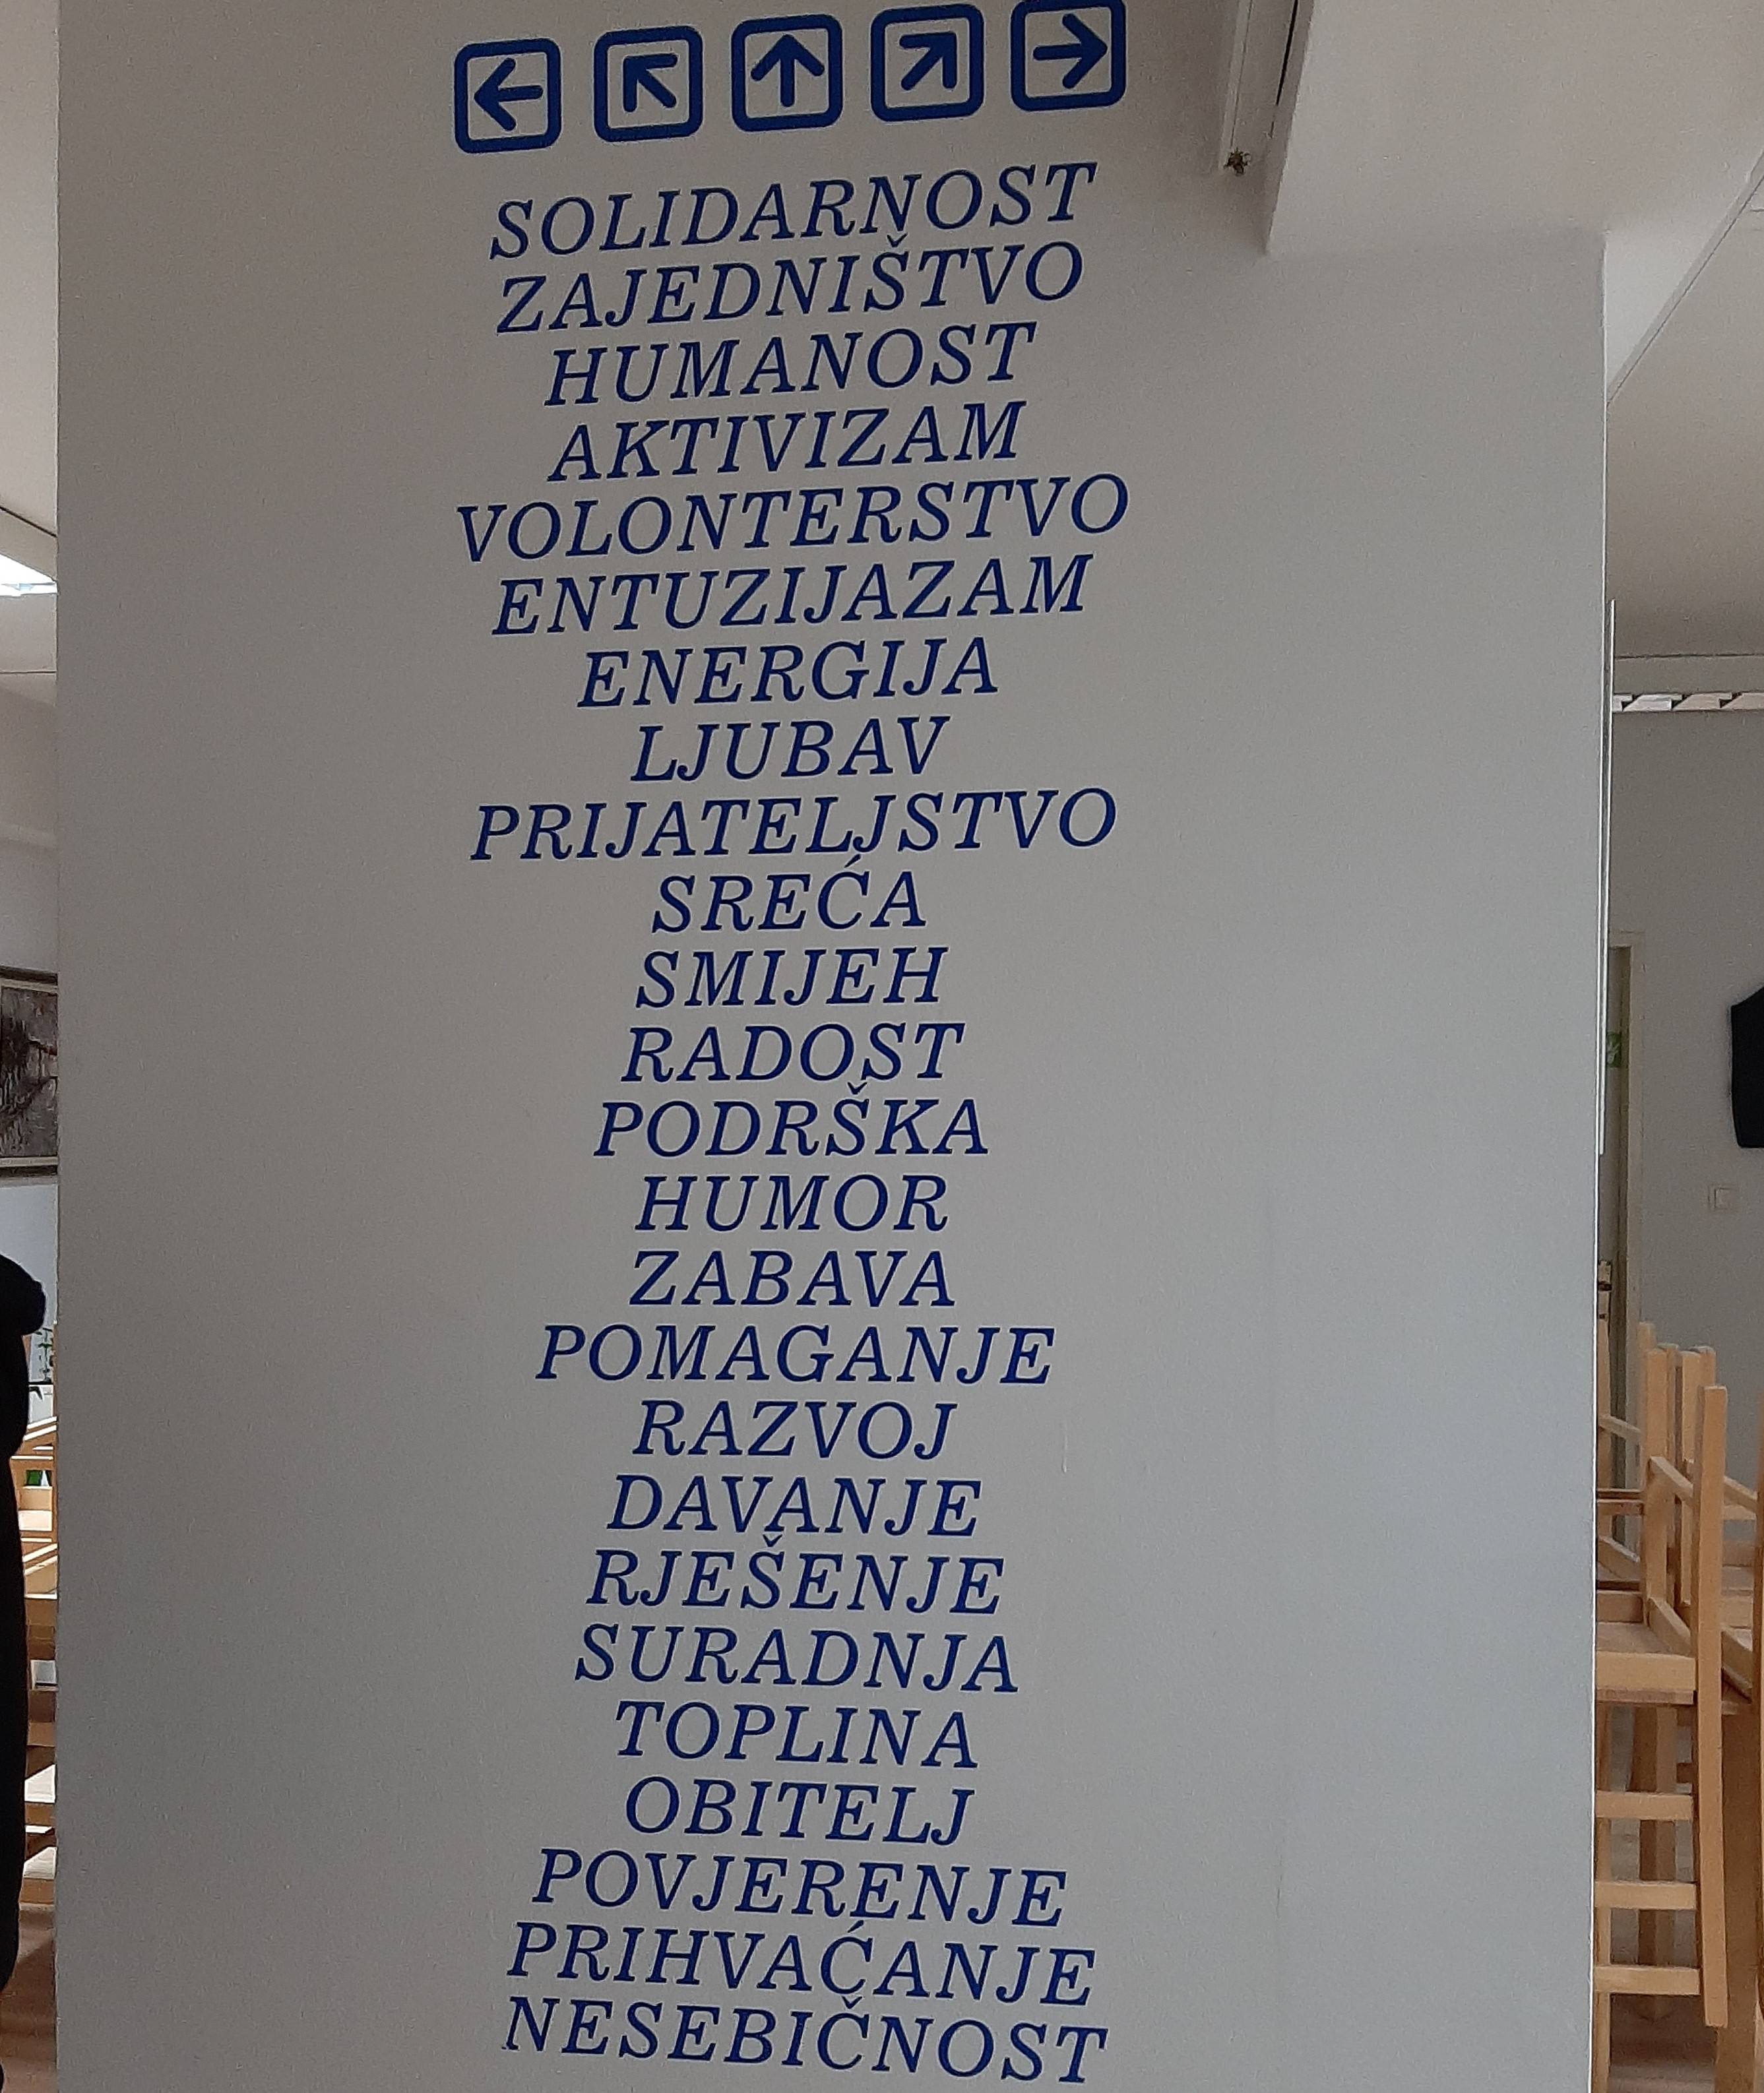 SOLIDARNOST
ZAJEDNIŠTVO
HUMANOST
AKTIVIZAM
VOLONTERSTVO
ENTUZIJAZAM
ENERGIJA
LJUBAV
PRIJATELJSTVO
SREĆA
SMIJEH
RADOST
PODRŠKA
HUMOR
ZABAVA
POMAGANJE
RAZVOJ
DAVANJE
RJEŠENJE
SURADNJA
TOPLINA
OBITELJ
POVJERENJE
PRIHVAĆANJE
NESEBIČNOST